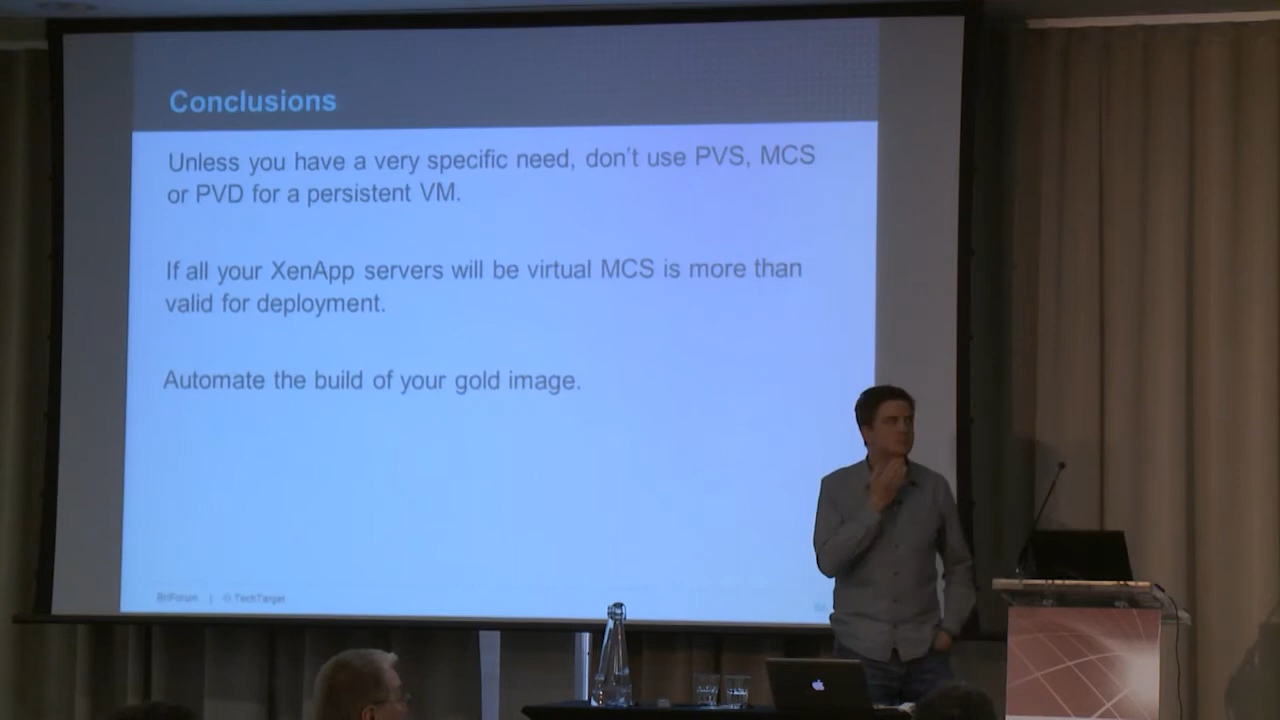 Conclusions
Unless you have a very specific need, don't use PVS, MCS
or PVD for a persistent VM.
If all your XenApp servers will be virtual MCS is more than
valid for deployment.
Automate the build of your gold image.
BriForum | © TechTarget